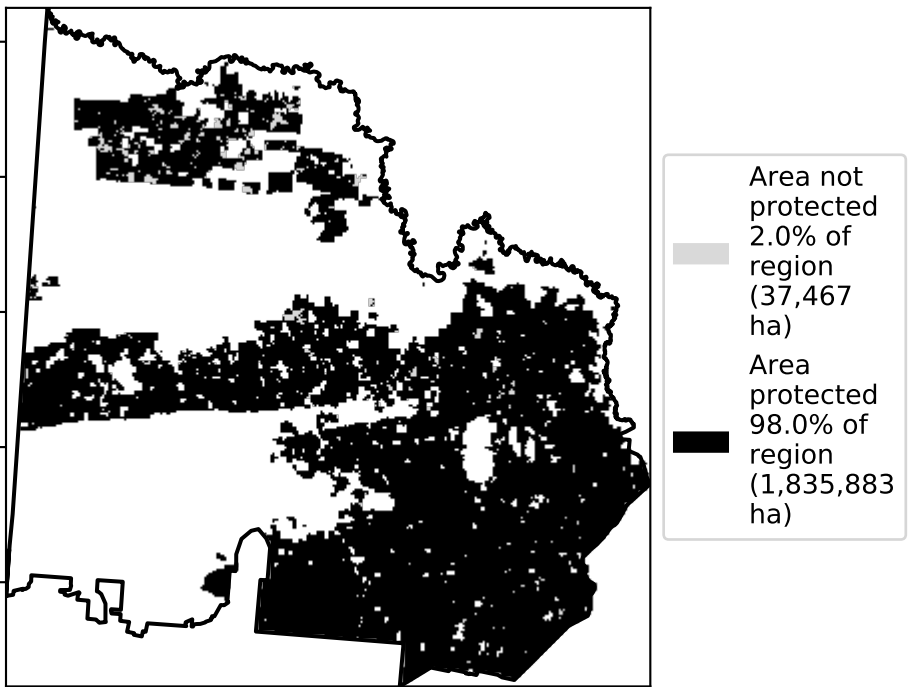 Area not
protected
2.0% of
region
(37,467
ha)
Area
protected
98.0% of
region
(1,835,883
ha)